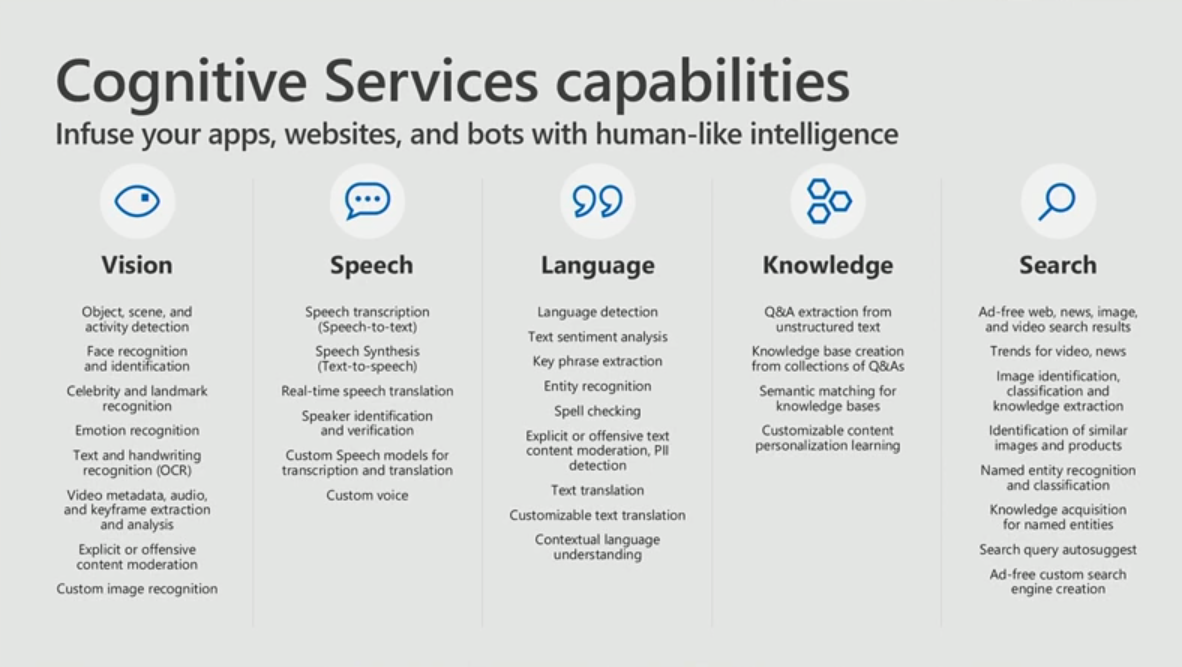 Cognitive Services capabilities
Infuse your apps, websites, and bots with human-like intelligence
Vision
Object, scene, and
activity detection
Face recognition
and identification
Celebrity and landmark
recognition
Emotion recognition
Text and handwriting
recognition (OCR)
Video metadata, audio,
and keyframe extraction
and analysis
Explicit or offensive
content moderation
Custom image recognition
Speech
Speech transcription
(Speech-to-text)
Speech Synthesis
(Text-to-speech)
Real-time speech translation
Speaker identification
and verification
Custom Speech models for
transcription and translation
Custom voice
Language
Language detection
Text sentiment analysis
Key phrase extraction
Entity recognition
Spell checking
Explicit or offensive text
content moderation, PII
detection
Text translation
Customizable text translation
Contextual language
understanding
Knowledge
Q&A extraction from
unstructured text
Knowledge base creation
from collections of Q&As
Semantic matching for
knowledge bases
Customizable content
personalization learning
Search
Ad-free web, news, image,
and video search results
Trends for video, news
Image identification,
classification and
knowledge extraction
Identification of similar
images and products
Named entity recognition
and classification
Knowledge acquisition
for named entities
Search query autosuggest
Ad-free custom search
engine creation